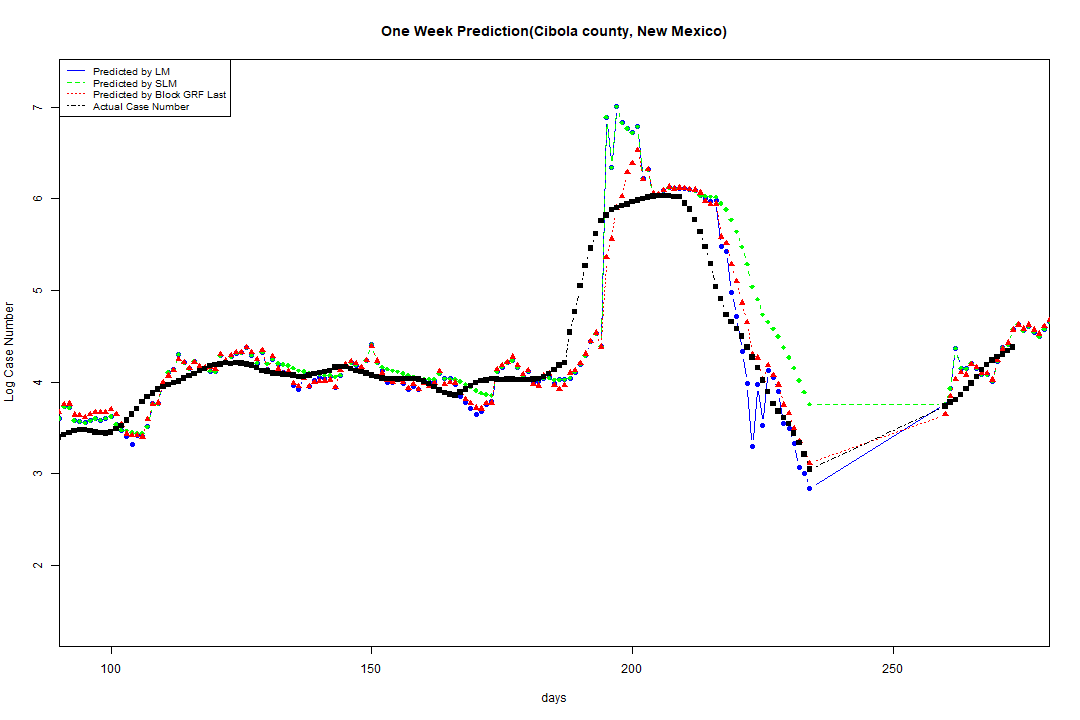 One Week Prediction(Cibola county, New Mexico)
Predicted by LM
Predicted by SLM
Predicted by Block GRF Last
Actual Case Number
7
6
5
4
3
2
Log Case Number
100 150 200 250
days